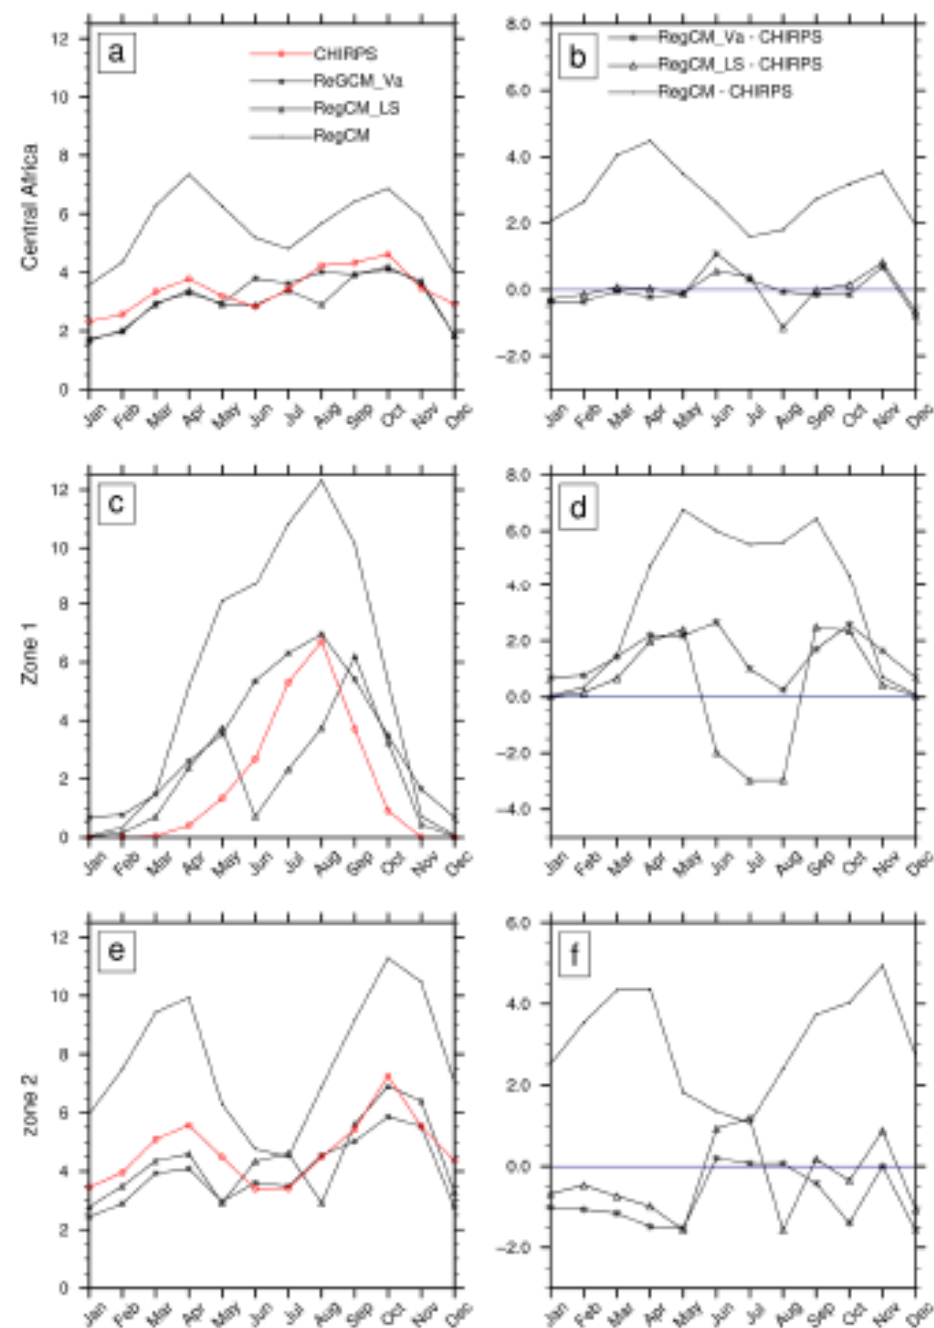 a
CHIRPS
ReGCM_Va
RegCM_LS
RegCM
Central Africa
12
10
8
6
4
2
0
Jan Feb Mar Apr May Jun Jul Aug Sep Oct Nov Dec
b
RegCM_Va - CHIRPS
RegCM_LS - CHIRPS
RegCM - CHIRPS
8.0
6.0
4.0
2.0
0.0
−2.0
Jan Feb Mar Apr May Jun Jul Aug Sep Oct Nov Dec
c
Zone 1
12
10
8
6
4
2
0
Jan Feb Mar Apr May Jun Jul Aug Sep Oct Nov Dec
d
8.0
6.0
4.0
2.0
0.0
−2.0
−4.0
Jan Feb Mar Apr May Jun Jul Aug Sep Oct Nov Dec
e
zone 2
12
10
8
6
4
2
0
Jan Feb Mar Apr May Jun Jul Aug Sep Oct Nov Dec
f
6.0
4.0
2.0
0.0
−2.0
Jan Feb Mar Apr May Jun Jul Aug Sep Oct Nov Dec